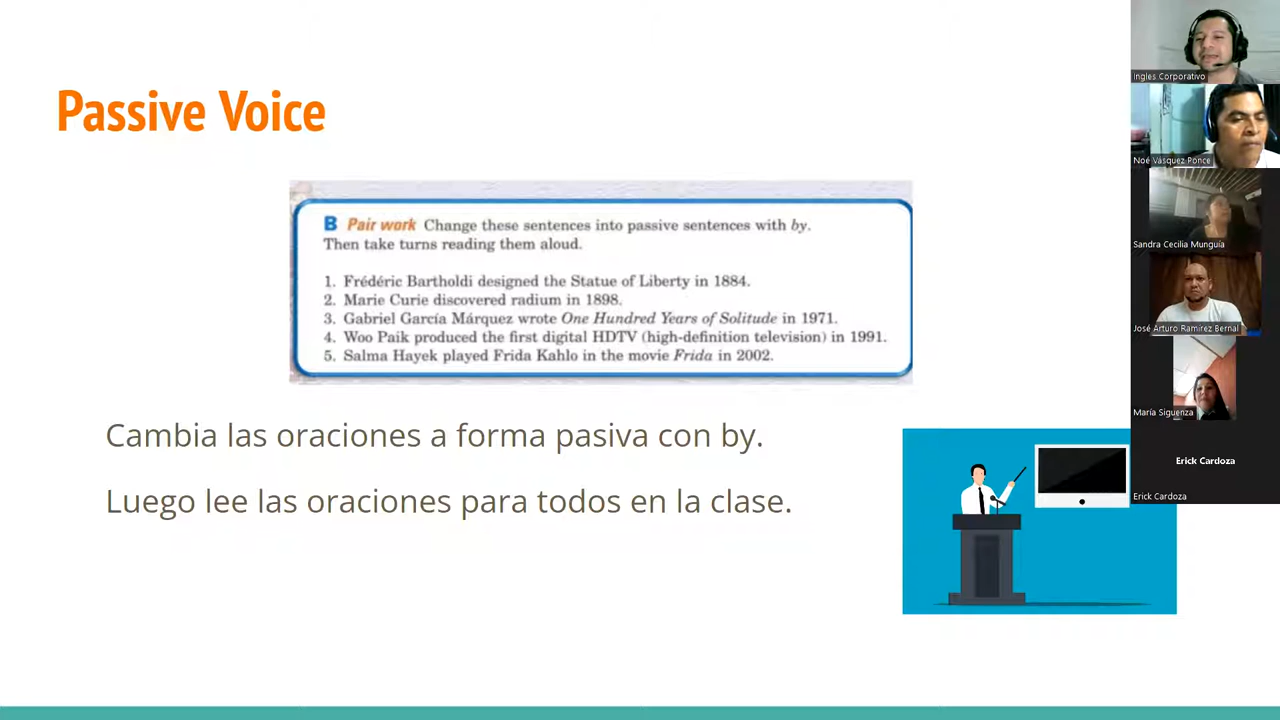 Passive Voice
B Pair work Change these sentences into passive sentences with by.
Then take turns reading them aloud.
1. Frédéric Bartholdi designed the Statue of Liberty in 1884.
2. Marie Curie discovered radium in 1898.
3. Gabriel García Márquez wrote One Hundred Years of Solitude in 1971.
4. Woo Paik produced the first digital HDTV (high-definition television) in 1991.
5. Salma Hayek played Frida Kahlo in the movie Frida in 2002.
Cambia las oraciones a forma pasiva con by.
Luego lee las oraciones para todos en la clase.
Ingles Corporativo
Noé Vásquez Ponce
Sandra Cecilia Munguía
José Arturo Ramirez Bernal
María Sigüenza
Erick Cardoza
Erick Cardoza